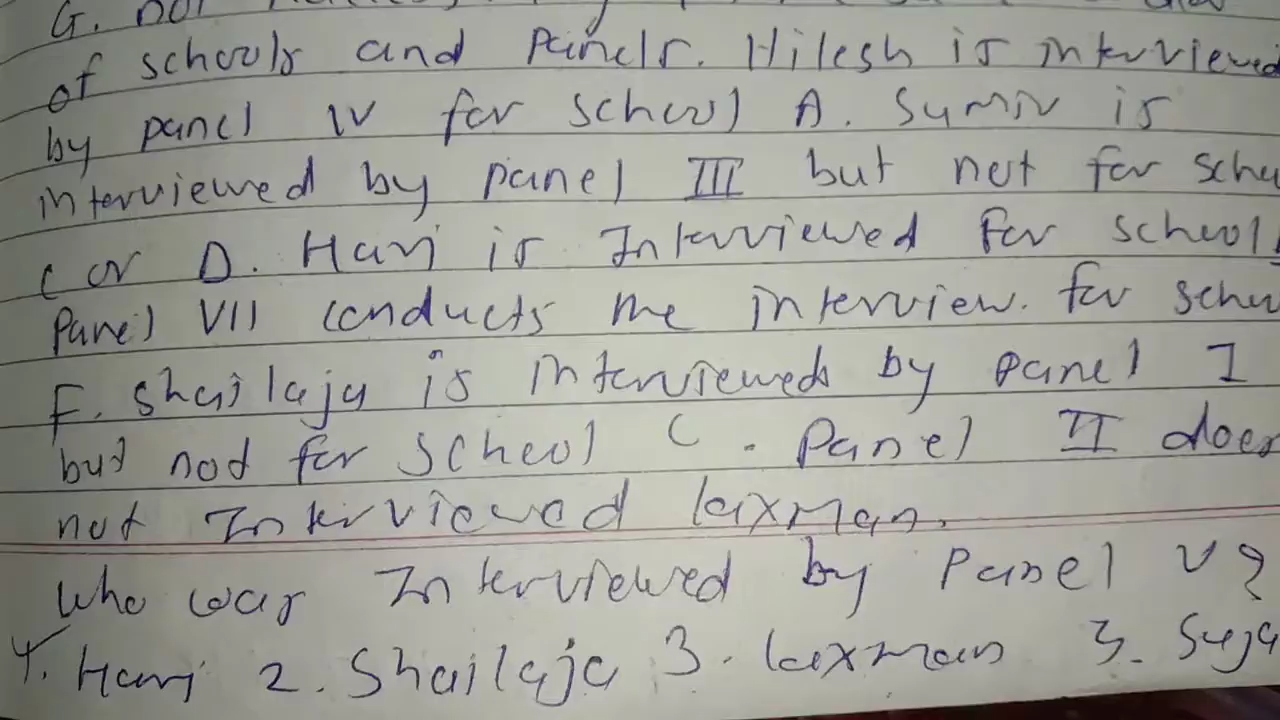 G. not
of schools and Panels. Hilesh is interviewed
by panel IV for school A. Sumiv is
interviewed by panel III but not for
C or D. Hari is Interviewed For school
Panel VII conducts the interview. for
F. Shailaja is interviewed by panel I
but not for school C. Panel II does
not Interviewed laxman.
Who was Interviewed by Panel V?
1. Hari 2. Shailaja 3. laxman 3. Suja